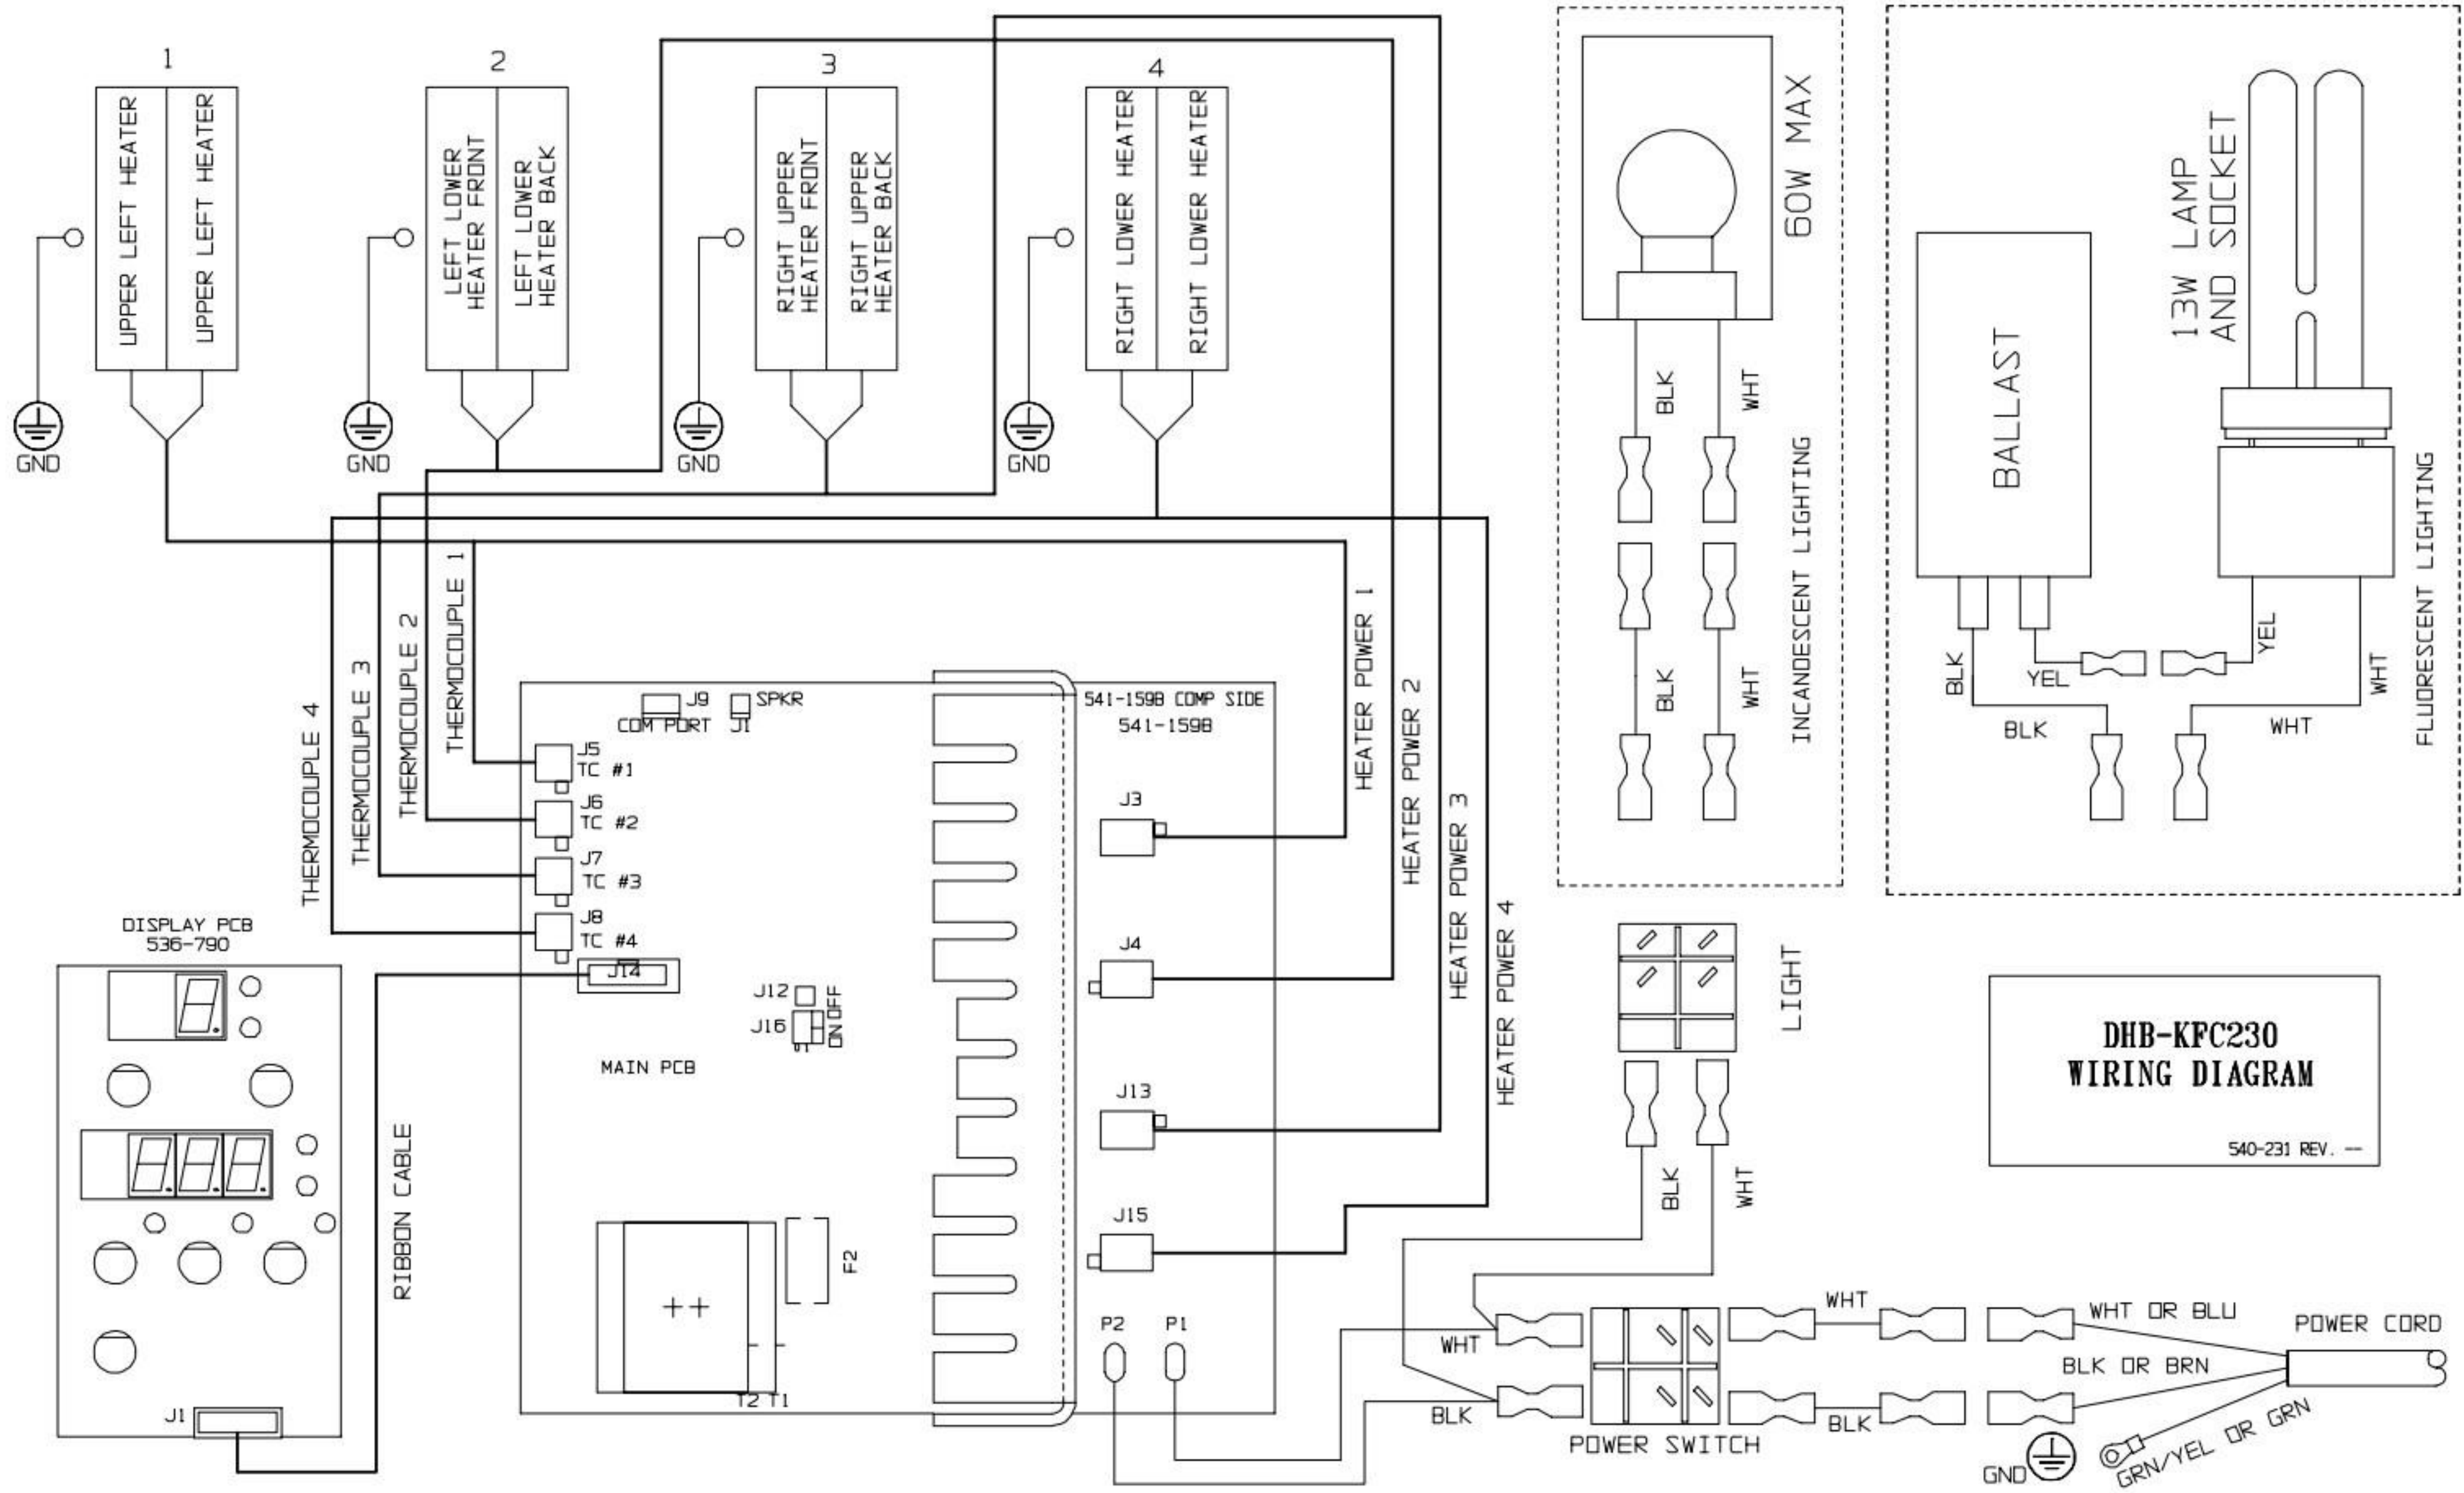 1
2
3
4
UPPER LEFT HEATER
UPPER LEFT HEATER
LEFT LOWER
HEATER FRONT
LEFT LOWER
HEATER BACK
RIGHT UPPER
HEATER FRONT
RIGHT UPPER
HEATER BACK
RIGHT LOWER HEATER
RIGHT LOWER HEATER
GND
GND
GND
GND
60W MAX
BLK
WHT
BLK
WHT
INCANDESCENT LIGHTING
13W LAMP
AND SOCKET
BALLAST
BLK
YEL
YEL
WHT
BLK
WHT
FLUORESCENT LIGHTING
THERMOCOUPLE 4
THERMOCOUPLE 3
THERMOCOUPLE 2
THERMOCOUPLE 1
HEATER POWER 1
HEATER POWER 2
HEATER POWER 3
HEATER POWER 4
J9
COM PORT
SPKR
J1
541-159B COMP SIDE
541-159B
J5
TC #1
J6
TC #2
J7
TC #3
J8
TC #4
J14
J12
J16
ON OFF
MAIN PCB
J3
J4
J13
J15
F2
++
T2 T1
P2
P1
DISPLAY PCB
536-790
J1
RIBBON CABLE
LIGHT
BLK
WHT
WHT
BLK
POWER SWITCH
WHT
BLK
WHT OR BLU
BLK OR BRN
GRN/YEL OR GRN
POWER CORD
GND
DHB-KFC230
WIRING DIAGRAM
540-231 REV. --